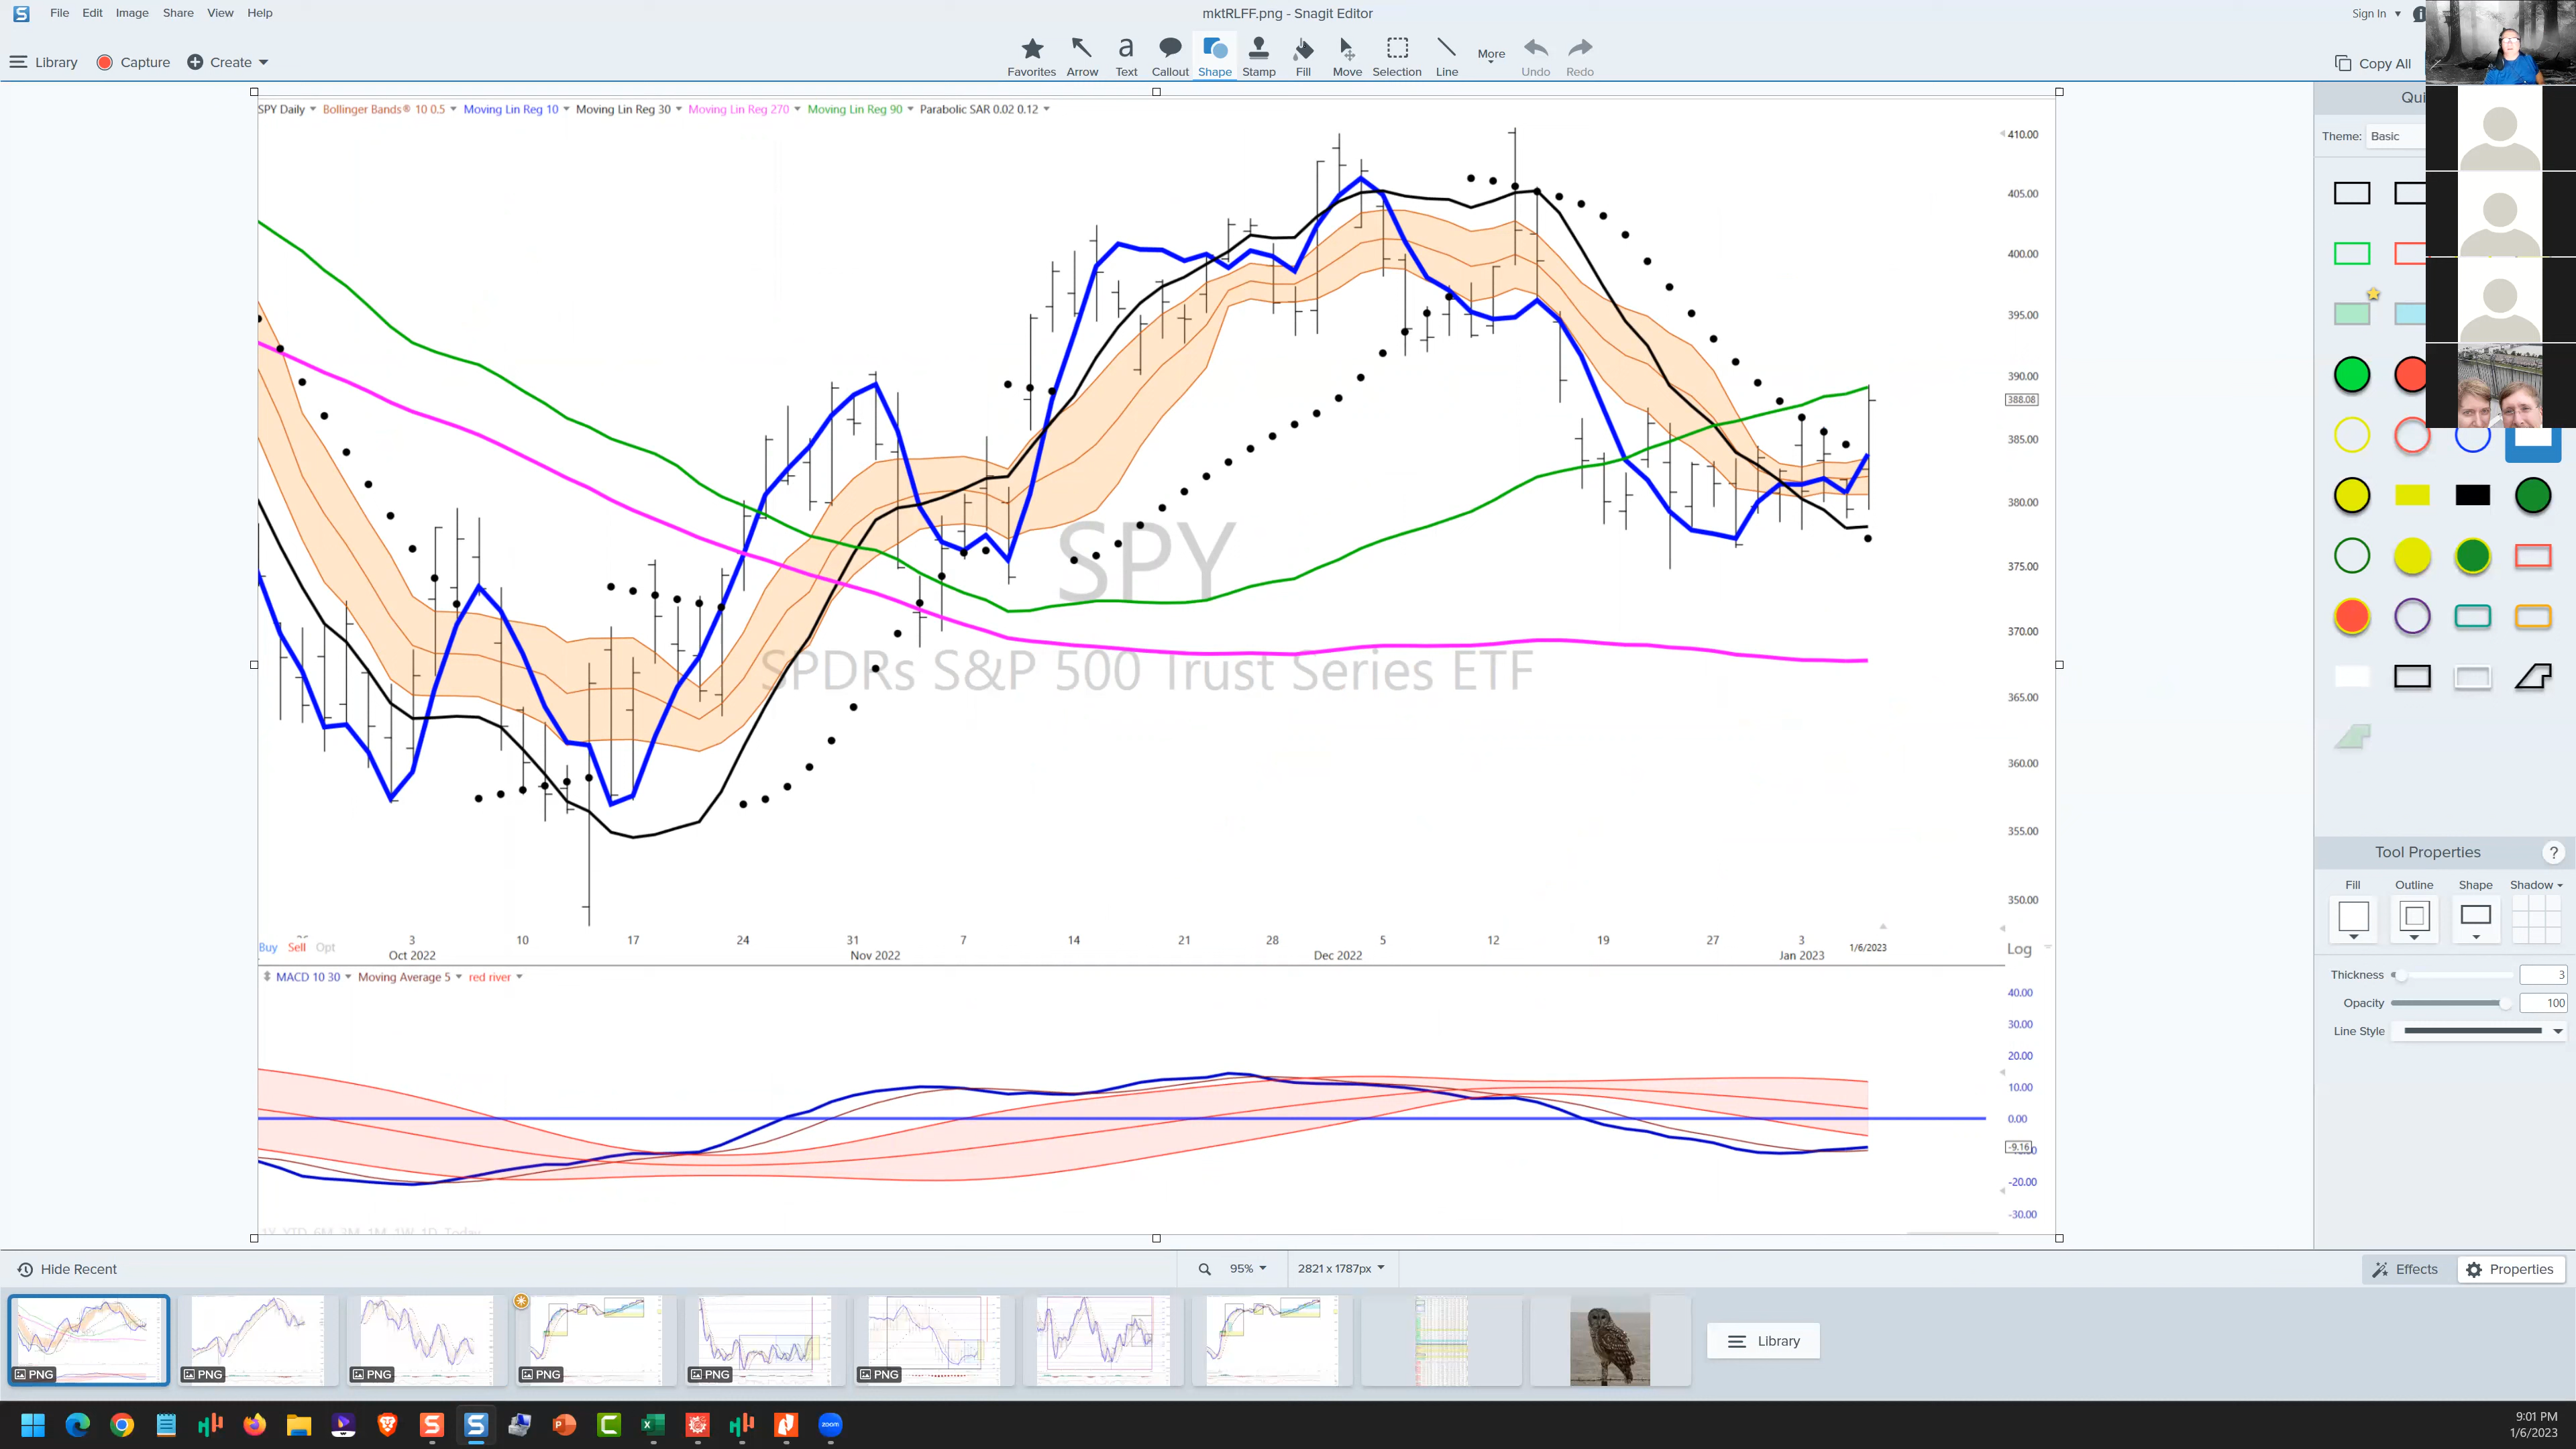 File Edit Image Share View Help
mktRLFF.png - Snagit Editor
Sign In
Library Capture Create
Favorites Arrow Text Callout Shape Stamp Fill Move Selection Line More Undo Redo
Copy All
SPY Daily Bollinger Bands® 10 0.5 Moving Lin Reg 10 Moving Lin Reg 30 Moving Lin Reg 270 Moving Lin Reg 90 Parabolic SAR 0.02 0.12
Theme: Basic
410.00
405.00
400.00
395.00
390.00
388.08
385.00
380.00
375.00
370.00
365.00
360.00
355.00
350.00
SPY
SPDRs S&P 500 Trust Series ETF
Buy Sell Opt
3 10 17 24 31 7 14 21 28 5 12 19 27 3 1/6/2023
Oct 2022 Nov 2022 Dec 2022 Jan 2023
Log
MACD 10 30 Moving Average 5 red river
40.00
30.00
20.00
10.00
0.00
-9.16
-20.00
-30.00
1Y YTD 6M 3M 1M 1W 1D Today
Tool Properties ?
Fill Outline Shape Shadow
Thickness 3
Opacity 100
Line Style
Hide Recent
95% 2821 x 1787px
Effects Properties
PNG PNG PNG PNG PNG PNG
Library
zoom
9:01 PM
1/6/2023